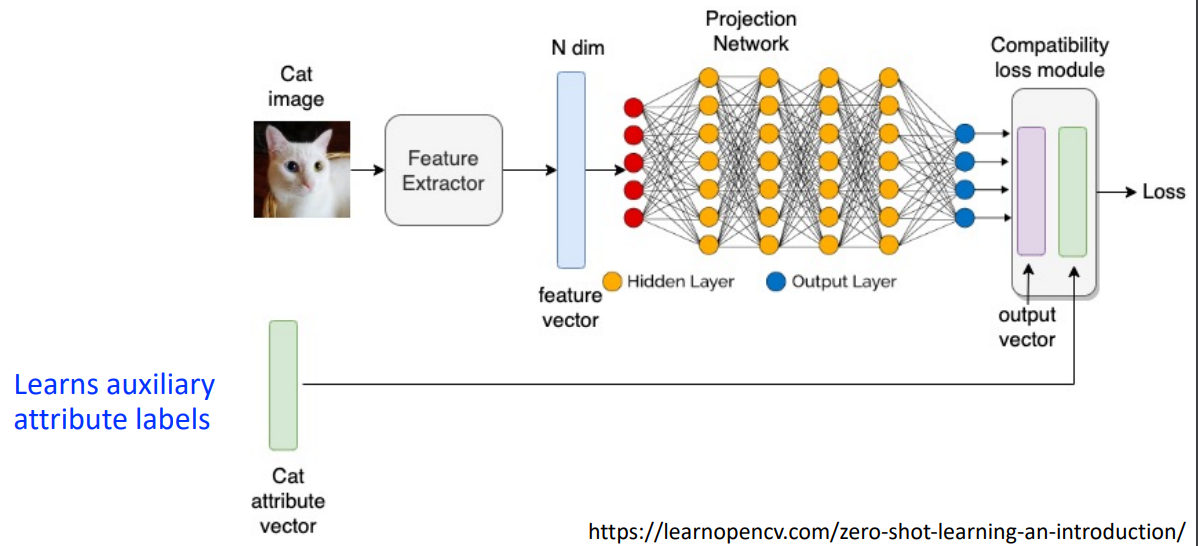 Cat
image
Feature
Extractor
N dim
feature
vector
Projection
Network
Hidden Layer
Output Layer
Compatibility
loss module
output
vector
Loss
Learns auxiliary
attribute labels
Cat
attribute
vector
https://learnopencv.com/zero-shot-learning-an-introduction/